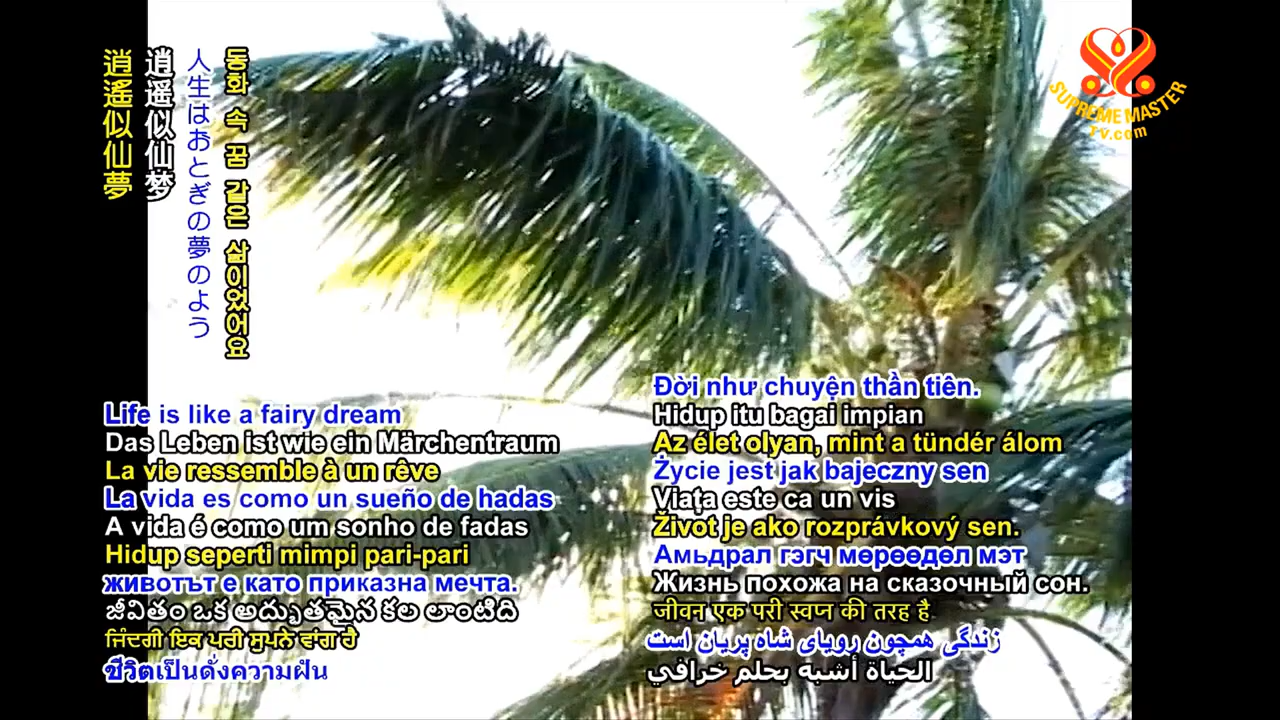 逍遙似仙夢
逍遥似仙梦
人生はおとぎの夢のよう
동화 속 꿈 같은 삶이었어요
SUPREME MASTER
TV.com
Life is like a fairy dream
Das Leben ist wie ein Märchentraum
La vie ressemble à un rêve
La vida es como un sueño de hadas
A vida é como um sonho de fadas
Hidup seperti mimpi pari-pari
животът е като приказна мечта.
జీవితం ఒక అద్భుతమైన కల లాంటిది
ਜ਼ਿੰਦਗੀ ਇਕ ਪਰੀ ਸੁਪਨੇ ਵਾਂਗ ਹੈ
ชีวิตเป็นดั่งความฝัน
Đời như chuyện thần tiên.
Hidup itu bagai impian
Az élet olyan, mint a tündér álom
Życie jest jak bajeczny sen
Viața este ca un vis
Život je ako rozprávkový sen.
Амьдрал гэгч мөрөөдөл мэт
Жизнь похожа на сказочный сон.
जीवन एक परी स्वप्न की तरह है
زندگی همچون رویای شاه پریان است
الحياة أشبه بحلم خرافي